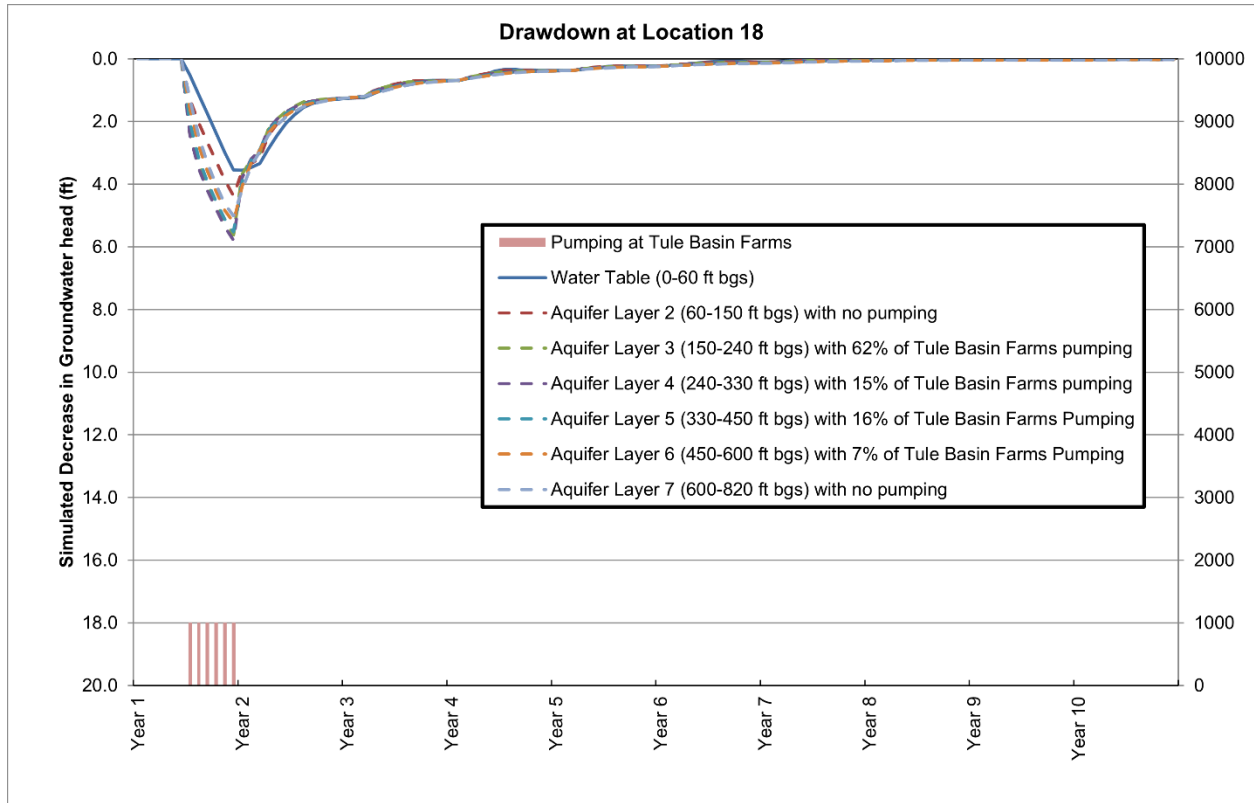 Drawdown at Location 18
Simulated Decrease in Groundwater head (ft)
0.0
2.0
4.0
6.0
8.0
10.0
12.0
14.0
16.0
18.0
20.0
10000
9000
8000
7000
6000
5000
4000
3000
2000
1000
0
Pumping at Tule Basin Farms
Water Table (0-60 ft bgs)
Aquifer Layer 2 (60-150 ft bgs) with no pumping
Aquifer Layer 3 (150-240 ft bgs) with 62% of Tule Basin Farms pumping
Aquifer Layer 4 (240-330 ft bgs) with 15% of Tule Basin Farms pumping
Aquifer Layer 5 (330-450 ft bgs) with 16% of Tule Basin Farms Pumping
Aquifer Layer 6 (450-600 ft bgs) with 7% of Tule Basin Farms Pumping
Aquifer Layer 7 (600-820 ft bgs) with no pumping
Year 1
Year 2
Year 3
Year 4
Year 5
Year 6
Year 7
Year 8
Year 9
Year 10